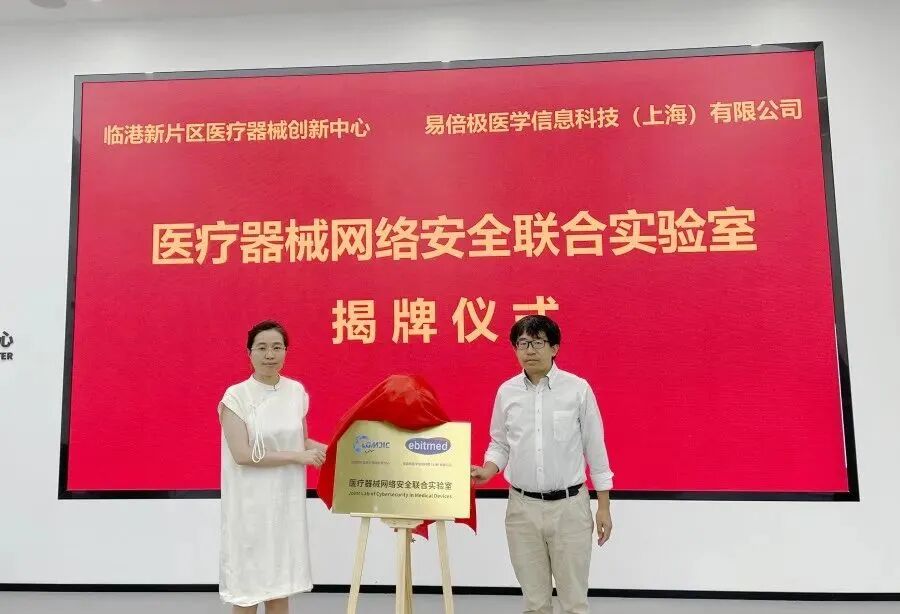 临港新片区医疗器械创新中心
易倍极医学信息科技（上海）有限公司
医疗器械网络安全联合实验室
揭牌仪式
心
TER
LGMDIC
ebitmed
医疗器械网络安全联合实验室
Joint Lab of Cybersecurity in Medical Devices